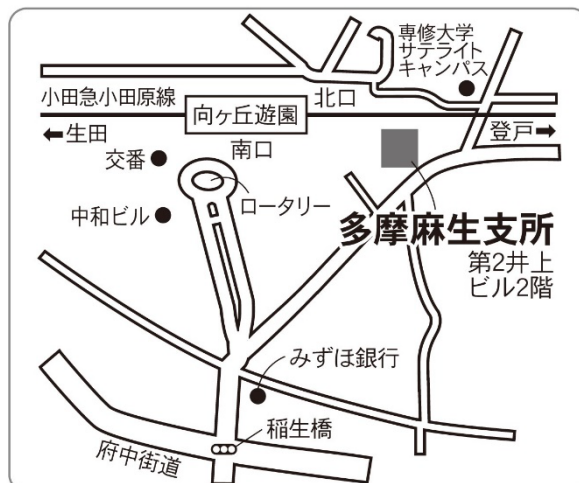 専修大学
サテライト
キャンパス
小田急小田原線
北口
向ヶ丘遊園
←生田
登戸→
南口
交番
ロータリー
中和ビル
多摩麻生支所
第2井上
ビル2階
みずほ銀行
稲生橋
府中街道